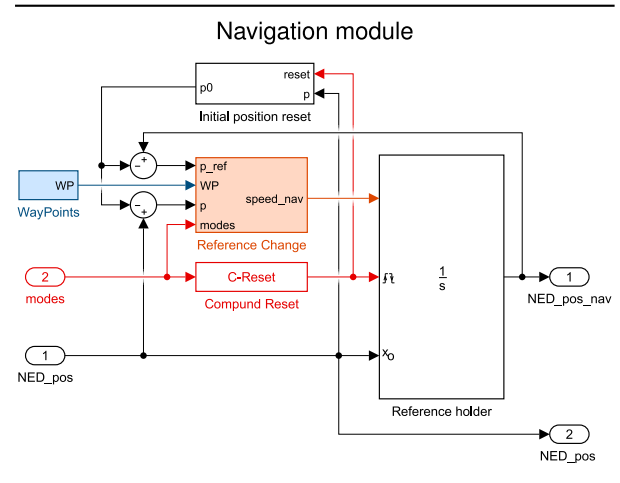 Navigation module
reset
p0
p
Initial position reset
− +
p_ref
WP
WP
speed_nav
− +
p
WayPoints
modes
Reference Change
2
C-Reset
1
s
1
modes
Compund Reset
NED_pos_nav
1
xo
NED_pos
Reference holder
2
NED_pos